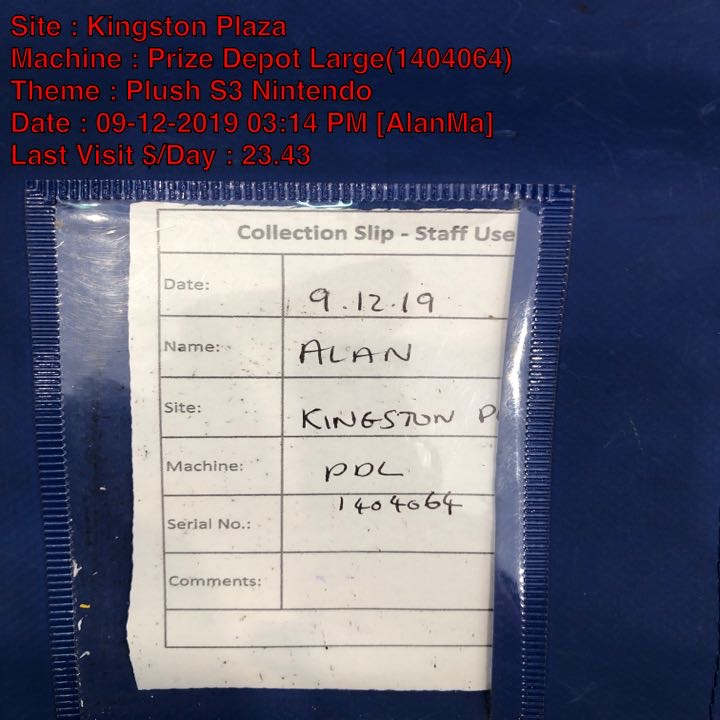 Site : Kingston Plaza
Machine : Prize Depot Large(1404064)
Theme : Plush S3 Nintendo
Date : 09-12-2019 03:14 PM [AlanMa]
Last Visit $/Day : 23.43
Collection Slip - Staff Use
Date: 9.12.19
Name: ALAN
Site: KINGSTON
Machine: PDL
Serial No.: 1404064
Comments: